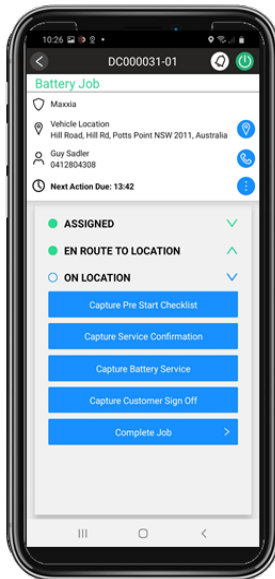 10:26
DC000031-01
Battery Job
Maxxia
Vehicle Location
Hill Road, Hill Rd, Potts Point NSW 2011, Australia
Guy Sadler
0412804308
Next Action Due: 13:42
ASSIGNED
EN ROUTE TO LOCATION
ON LOCATION
Capture Pre Start Checklist
Capture Service Confirmation
Capture Battery Service
Capture Customer Sign Off
Complete Job